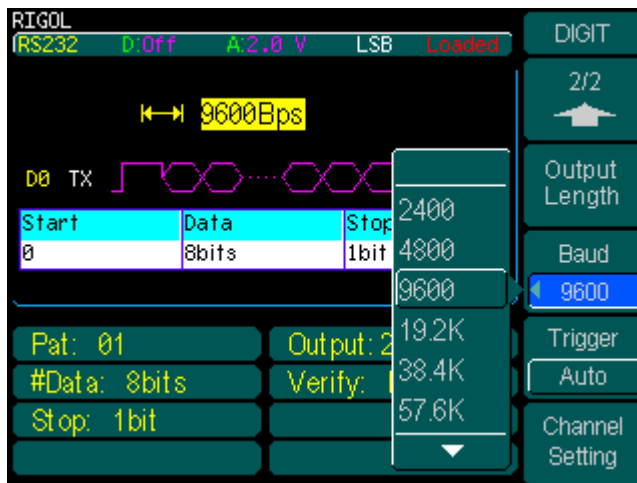 RIGOL
RS232 D:Off A:2.0 V LSB Loaded
9600Bps
D0 TX
Start Data Stop
0 8bits 1bit
Pat: 01
Output: 2
#Data: 8bits
Verify:
Stop: 1bit
2400
4800
9600
19.2K
38.4K
57.6K
DIGIT
2/2
Output
Length
Baud
9600
Trigger
Auto
Channel
Setting